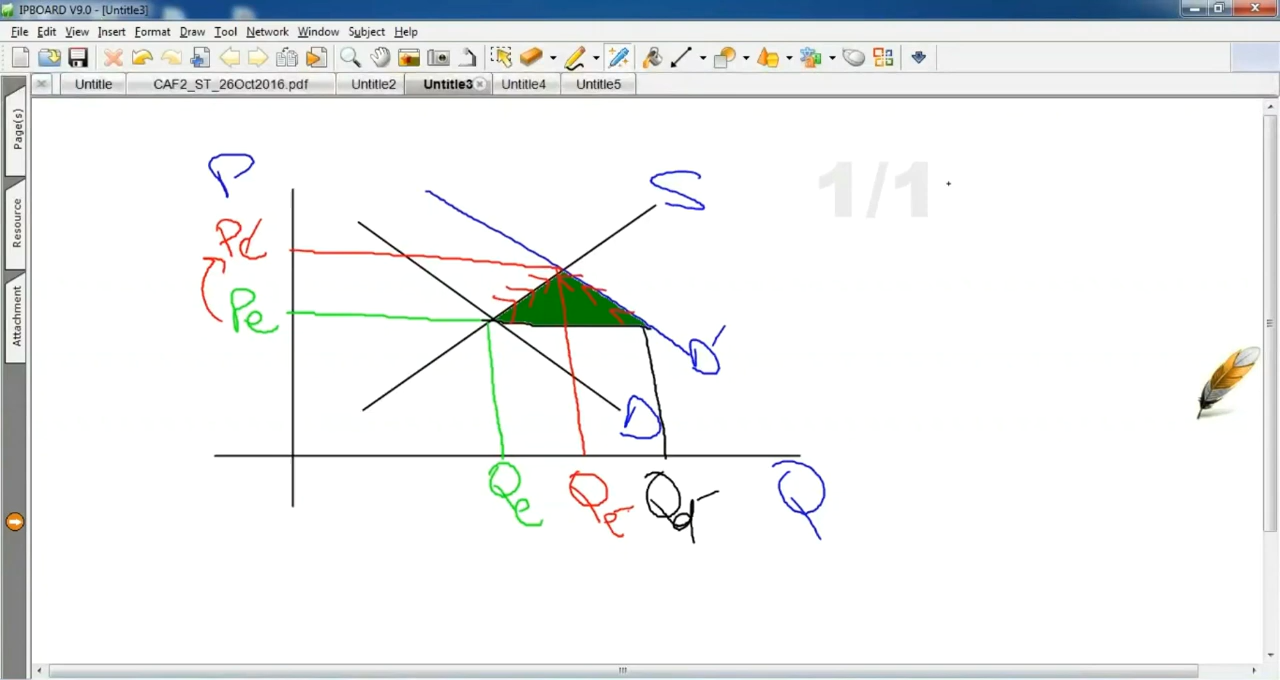 IPBOARD V9.0 - [Untitle3]
File Edit View Insert Format Draw Tool Network Window Subject Help
Untitle CAF2_ST_26Oct2016.pdf Untitle2 Untitle3 Untitle4 Untitle5
Page(s)
Resource
Attachment
1/1
P
S
Pe'
Pe
D'
D
Qe
Qe'
Qd'
Q